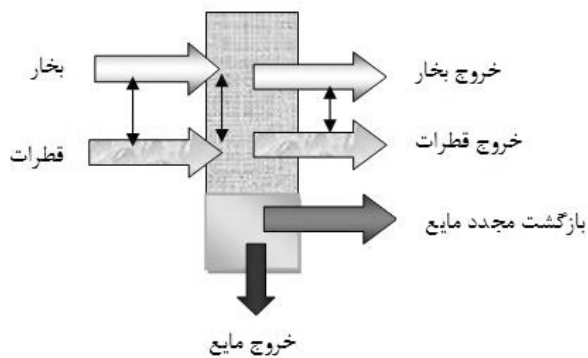 بخار
خروج بخار
قطرات
خروج قطرات
بازگشت مجدد مایع
خروج مایع